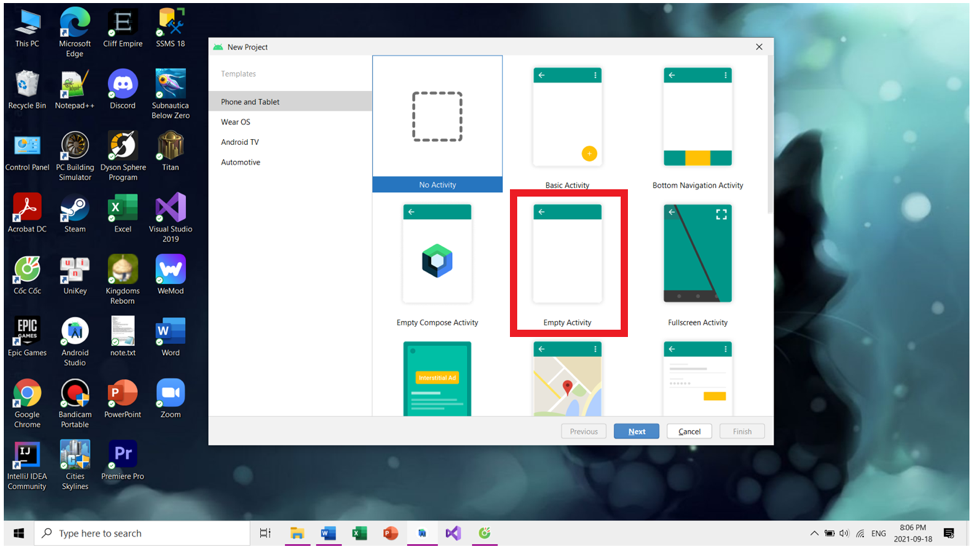 This PC
Microsoft
Edge
Cliff Empire
SSMS 18
Recycle Bin
Notepad++
Discord
Subnautica
Below Zero
Control Panel
PC Building
Simulator
Dyson Sphere
Program
Titan
Acrobat DC
Steam
Excel
Visual Studio
2019
Cốc Cốc
UniKey
Kingdoms
Reborn
WeMod
EPIC
GAMES
Epic Games
Android
Studio
note.txt
Word
Google
Chrome
Bandicam
Portable
PowerPoint
Zoom
IJ
IntelliJ IDEA
Community
Cities
Skylines
Pr
Premiere Pro
New Project
Templates
Phone and Tablet
Wear OS
Android TV
Automotive
No Activity
Basic Activity
Bottom Navigation Activity
Empty Compose Activity
Empty Activity
Fullscreen Activity
Interstitial Ad
Previous
Next
Cancel
Finish
Type here to search
ENG
8:06 PM
2021-09-18